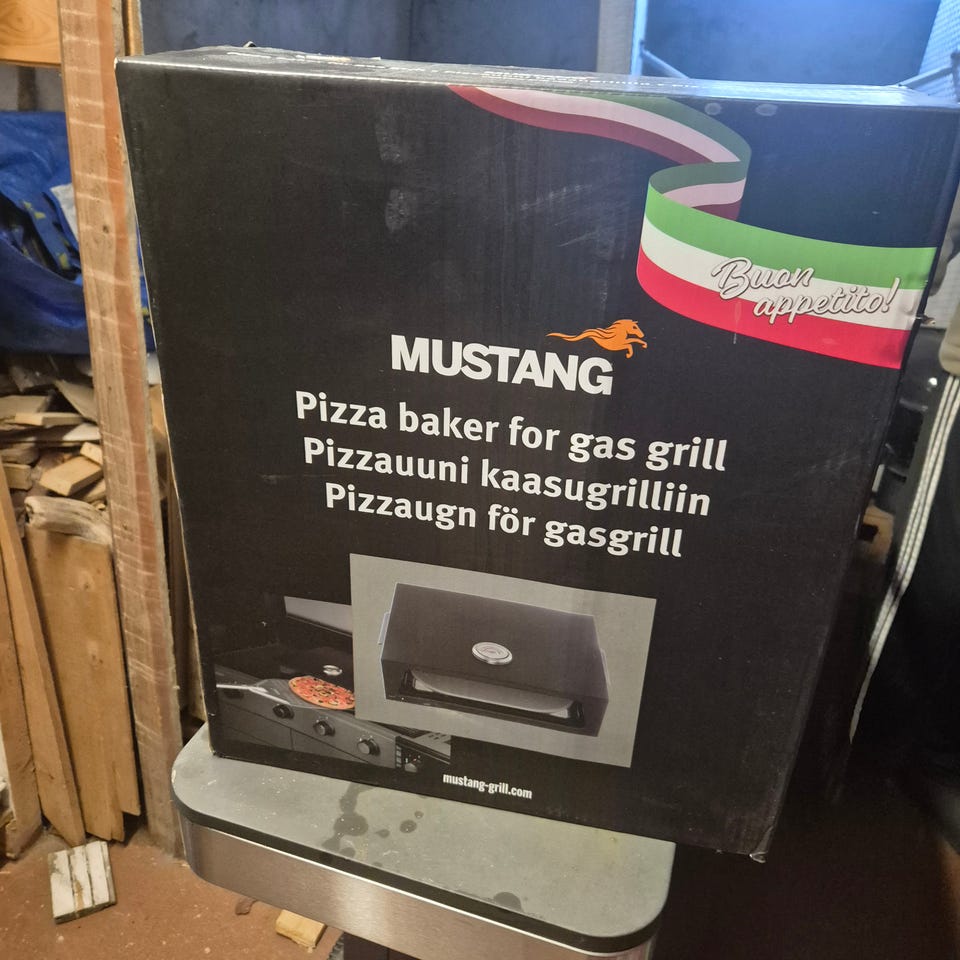 Buon
appetito!
MUSTANG
Pizza baker for gas grill
Pizzauuni kaasugrilliin
Pizzaugn för gasgrill
mustang-grill.com